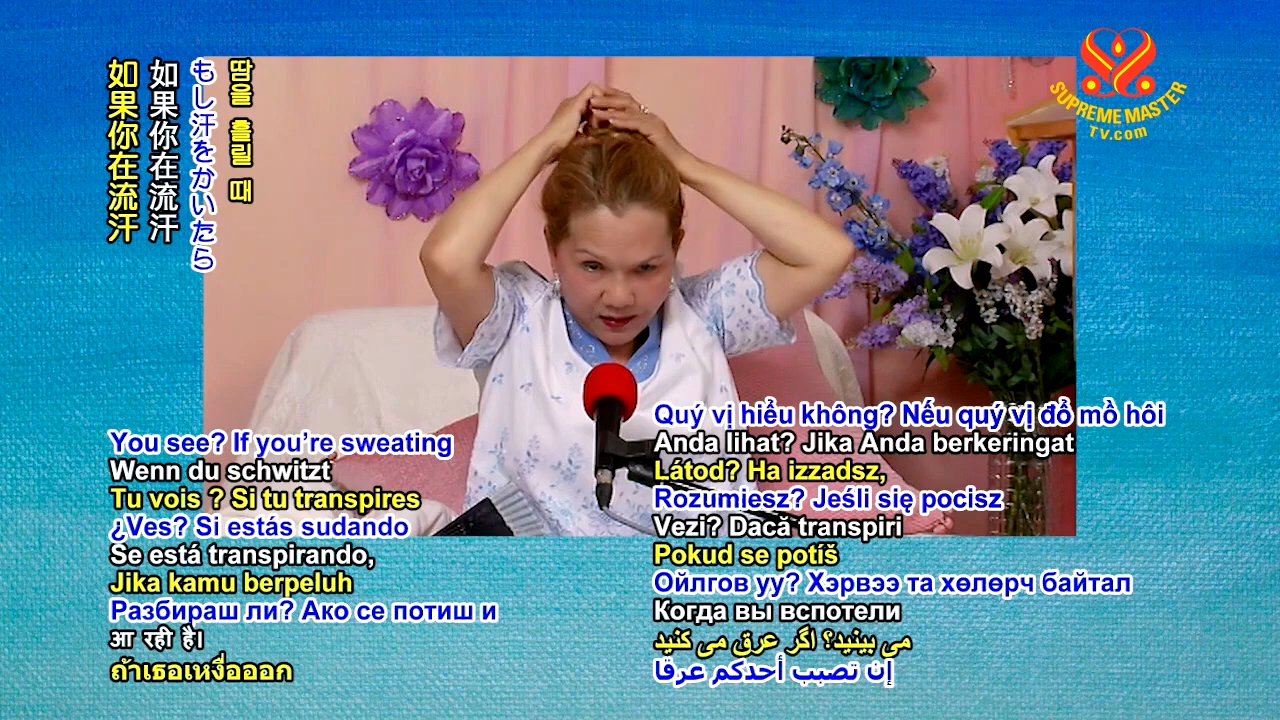 如果你在流汗
如果你在流汗
もし汗をかいたら
땀을 흘릴 때
SUPREME MASTER
TV.com
You see? If you’re sweating
Wenn du schwitzt
Tu vois ? Si tu transpires
¿Ves? Si estás sudando
Se está transpirando,
Jika kamu berpeluh
Разбираш ли? Ако се потиш и
आ रही है।
ถ้าเธอเหงื่อออก
Quý vị hiểu không? Nếu quý vị đổ mồ hôi
Anda lihat? Jika Anda berkeringat
Látod? Ha izzadsz,
Rozumiesz? Jeśli się pocisz
Vezi? Dacă transpiri
Pokud se potíš
Ойлгов уу? Хэрвээ та хөлөрч байтал
Когда вы вспотели
می بینید؟ اگر عرق می کنید
إن تصبب أحدكم عرقا